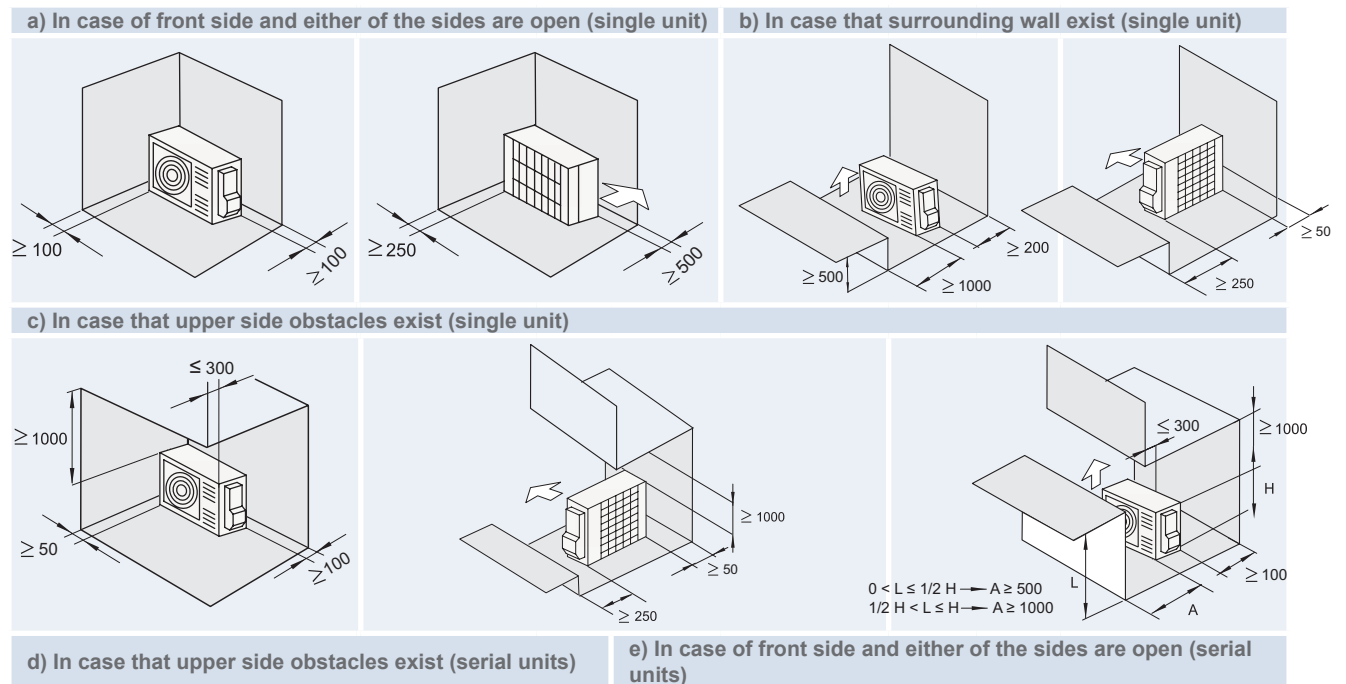 a) In case of front side and either of the sides are open (single unit)
b) In case that surrounding wall exist (single unit)
≥ 100
≥ 100
≥ 250
≥ 500
≥ 500
≥ 1000
≥ 200
≥ 250
≥ 50
c) In case that upper side obstacles exist (single unit)
≤ 300
≥ 1000
≥ 50
≥ 100
≥ 1000
≥ 50
≥ 250
≤ 300
≥ 1000
H
≥ 100
L
A
0 < L ≤ 1/2 H → A ≥ 500
1/2 H < L ≤ H → A ≥ 1000
d) In case that upper side obstacles exist (serial units)
e) In case of front side and either of the sides are open (serial
units)